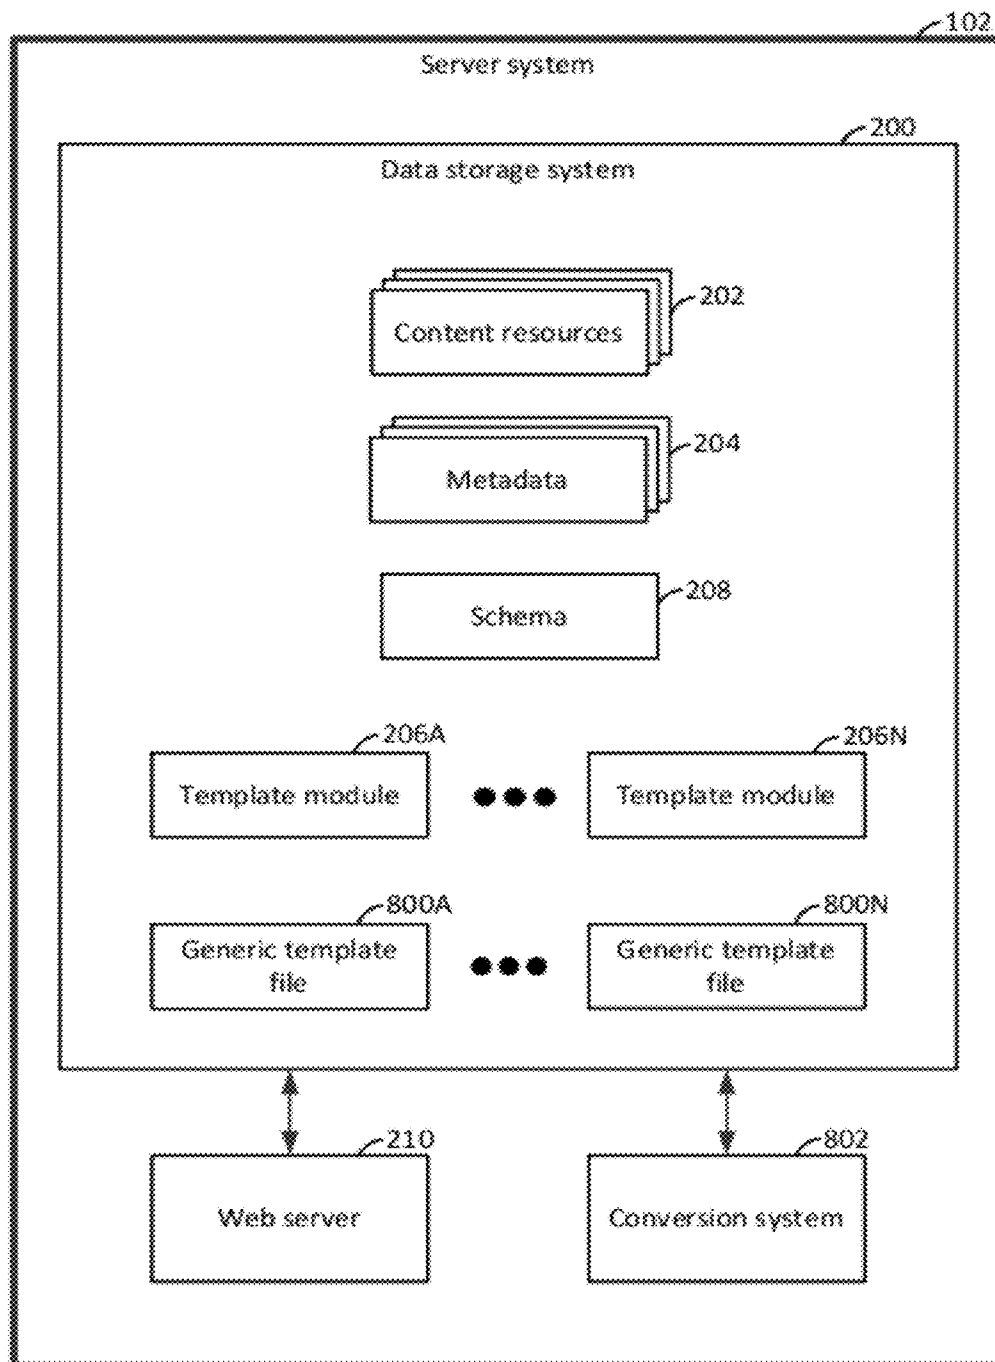 102
Server system
200
Data storage system
202
Content resources
204
Metadata
208
Schema
206A
206N
Template module
Template module
800A
800N
Generic template
file
Generic template
file
210
802
Web server
Conversion system